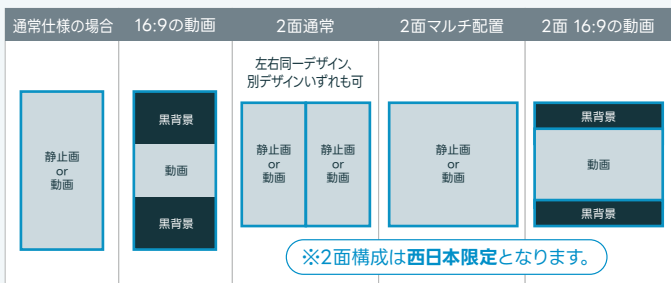 通常仕様の場合
16:9の動画
2面通常
2面マルチ配置
2面 16:9の動画
左右同一デザイン、
別デザインいずれも可
静止画
or
動画
黒背景
動画
黒背景
静止画
or
動画
静止画
or
動画
静止画
or
動画
黒背景
動画
黒背景
※2面構成は西日本限定となります。